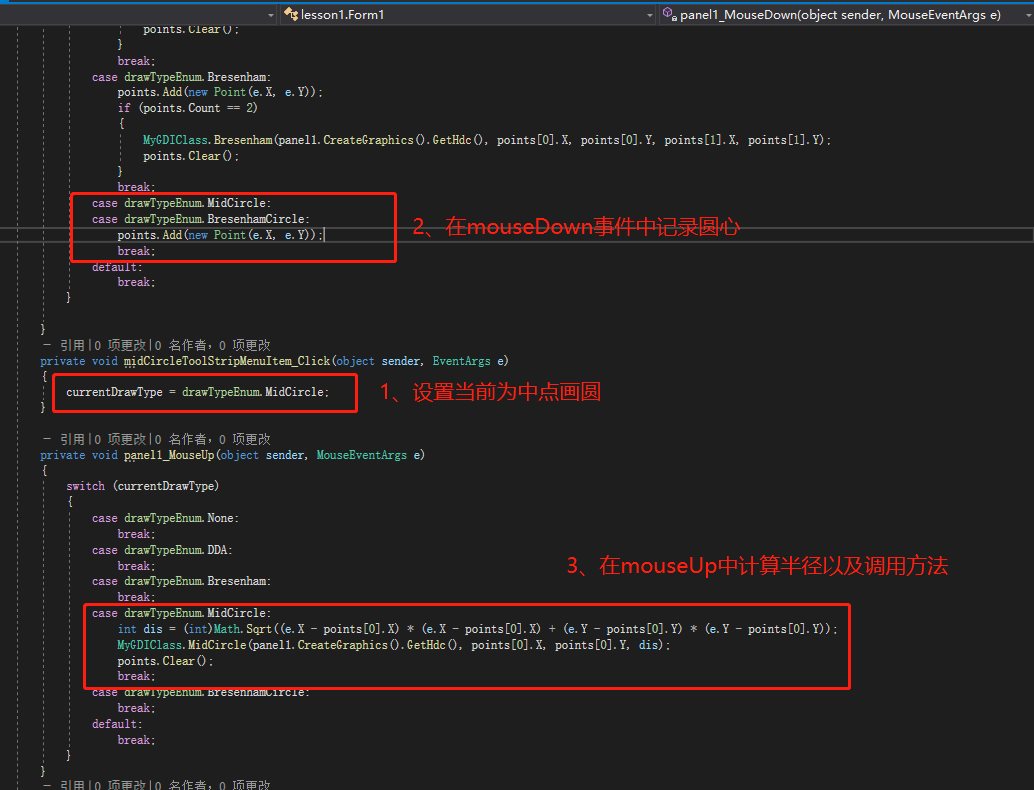 lesson1.Form1
panel1_MouseDown(object sender, MouseEventArgs e)
points.Clear();
}
break;
case drawTypeEnum.Bresenham:
points.Add(new Point(e.X, e.Y));
if (points.Count == 2)
{
MyGDIClass.Bresenham(panel1.CreateGraphics().GetHdc(), points[0].X, points[0].Y, points[1].X, points[1].Y);
points.Clear();
}
break;
case drawTypeEnum.MidCircle:
case drawTypeEnum.BresenhamCircle:
points.Add(new Point(e.X, e.Y));
2、在mouseDown事件中记录圆心
break;
default:
break;
}
}
一 引用|0 项更改|0 名作者，0 项更改
private void midCircleToolStripMenuItem_Click(object sender, EventArgs e)
{
currentDrawType = drawTypeEnum.MidCircle;
1、设置当前为中点画圆
}
一 引用|0 项更改|0 名作者，0 项更改
private void panel1_MouseUp(object sender, MouseEventArgs e)
{
switch (currentDrawType)
{
case drawTypeEnum.None:
break;
case drawTypeEnum.DDA:
break;
3、在mouseUp中计算半径以及调用方法
case drawTypeEnum.Bresenham:
break;
case drawTypeEnum.MidCircle:
int dis = (int)Math.Sqrt((e.X - points[0].X) * (e.X - points[0].X) + (e.Y - points[0].Y) * (e.Y - points[0].Y));
MyGDIClass.MidCircle(panel1.CreateGraphics().GetHdc(), points[0].X, points[0].Y, dis);
points.Clear();
break;
case drawTypeEnum.BresenhamCircle:
break;
default:
break;
}
}
一 引用|0 项更改|0 名作者，0 项更改